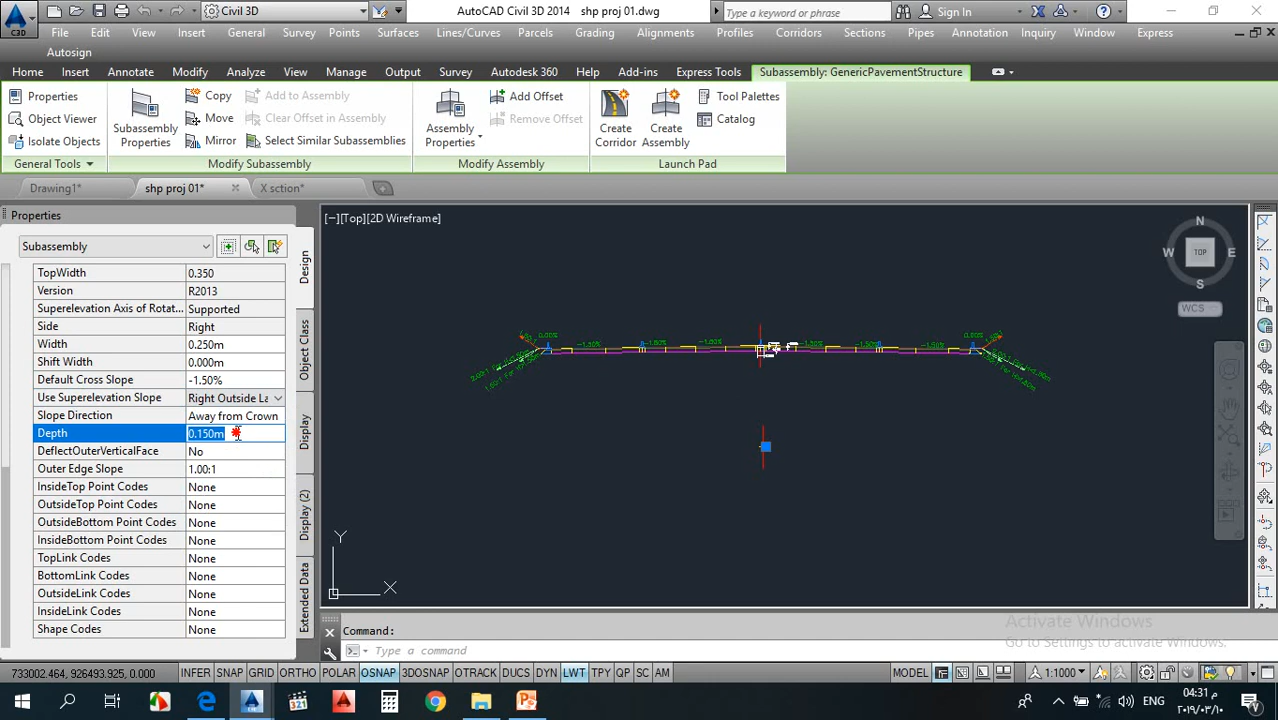 Civil 3D
AutoCAD Civil 3D 2014 shp proj 01.dwg
Type a keyword or phrase
Sign In
C3D
File Edit View Insert General Survey Points Surfaces Lines/Curves Parcels Grading Alignments Profiles Corridors Sections Pipes Annotation Inquiry Window Express
Autosign
Home Insert Annotate Modify Analyze View Manage Output Survey Autodesk 360 Help Add-ins Express Tools Subassembly: GenericPavementStructure
Properties
Object Viewer
Isolate Objects
General Tools
Subassembly Properties
Copy
Move
Mirror
Add to Assembly
Clear Offset in Assembly
Select Similar Subassemblies
Modify Subassembly
Assembly Properties
Add Offset
Remove Offset
Modify Assembly
Create Corridor
Create Assembly
Tool Palettes
Catalog
Launch Pad
Drawing1* shp proj 01* X sction*
Properties
Subassembly
TopWidth 0.350
Version R2013
Superelevation Axis of Rotat... Supported
Side Right
Width 0.250m
Shift Width 0.000m
Default Cross Slope -1.50%
Use Superelevation Slope Right Outside La
Slope Direction Away from Crown
Depth 0.150m
DeflectOuterVerticalFace No
Outer Edge Slope 1.00:1
InsideTop Point Codes None
OutsideTop Point Codes None
OutsideBottom Point Codes None
InsideBottom Point Codes None
TopLink Codes None
BottomLink Codes None
OutsideLink Codes None
InsideLink Codes None
Shape Codes None
Design
Object Class
Display
Display (2)
Extended Data
[−][Top][2D Wireframe]
N
W TOP E
S
WCS
0.00%
0.00%
Y
X
Activate Windows
Go to Settings to activate Windows.
Command:
Type a command
733002.464, 926493.925, 0.000 INFER SNAP GRID ORTHO POLAR OSNAP 3DOSNAP OTRACK DUCS DYN LWT TPY QP SC AM MODEL 1:1000
321
ENG
04:31 م
٢٠١٩/٠٣/١٠